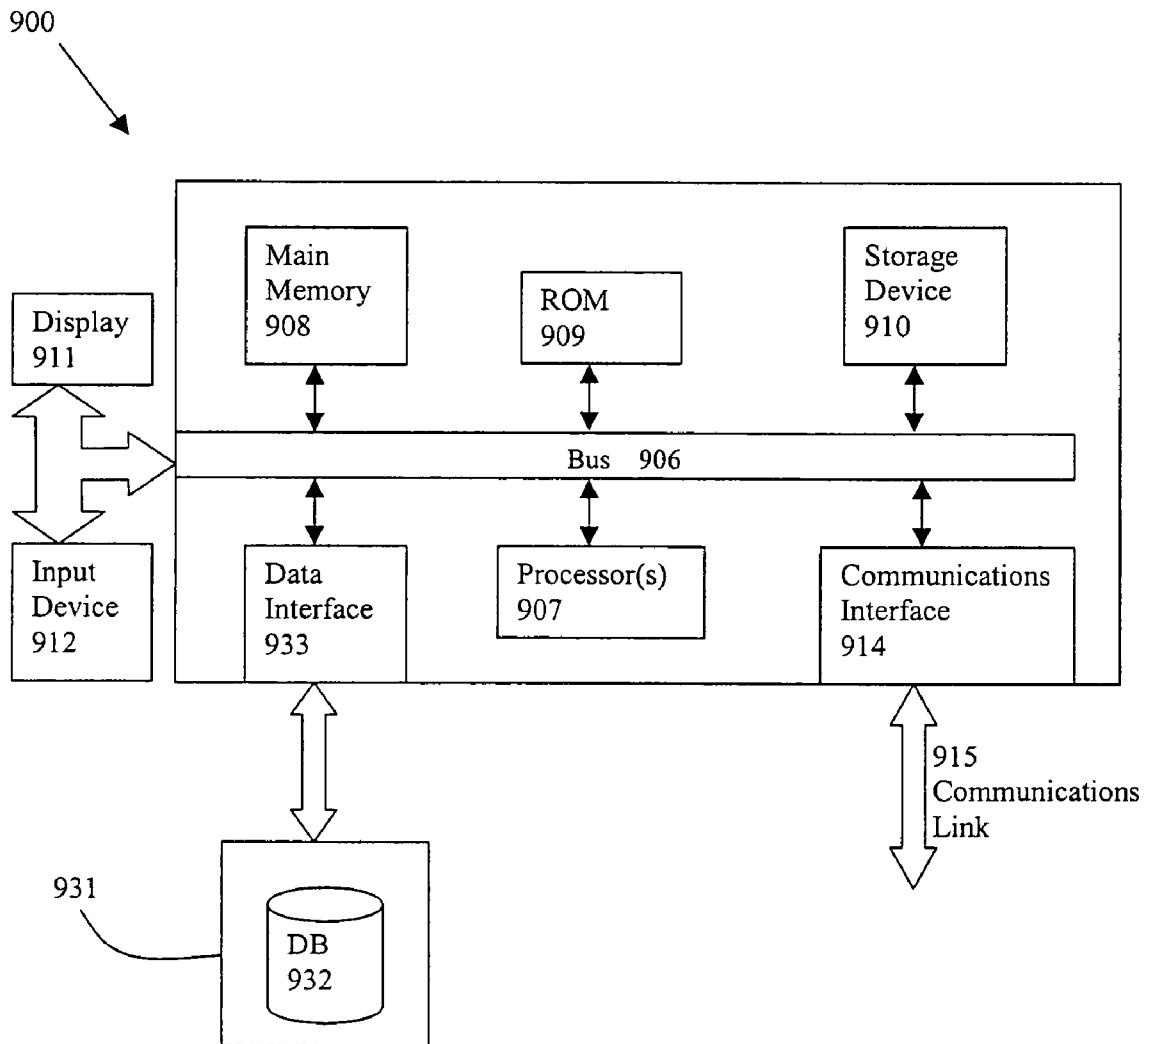 900
Main
Memory
908
ROM
909
Storage
Device
910
Display
911
Bus 906
Input
Device
912
Data
Interface
933
Processor(s)
907
Communications
Interface
914
915
Communications
Link
931
DB
932